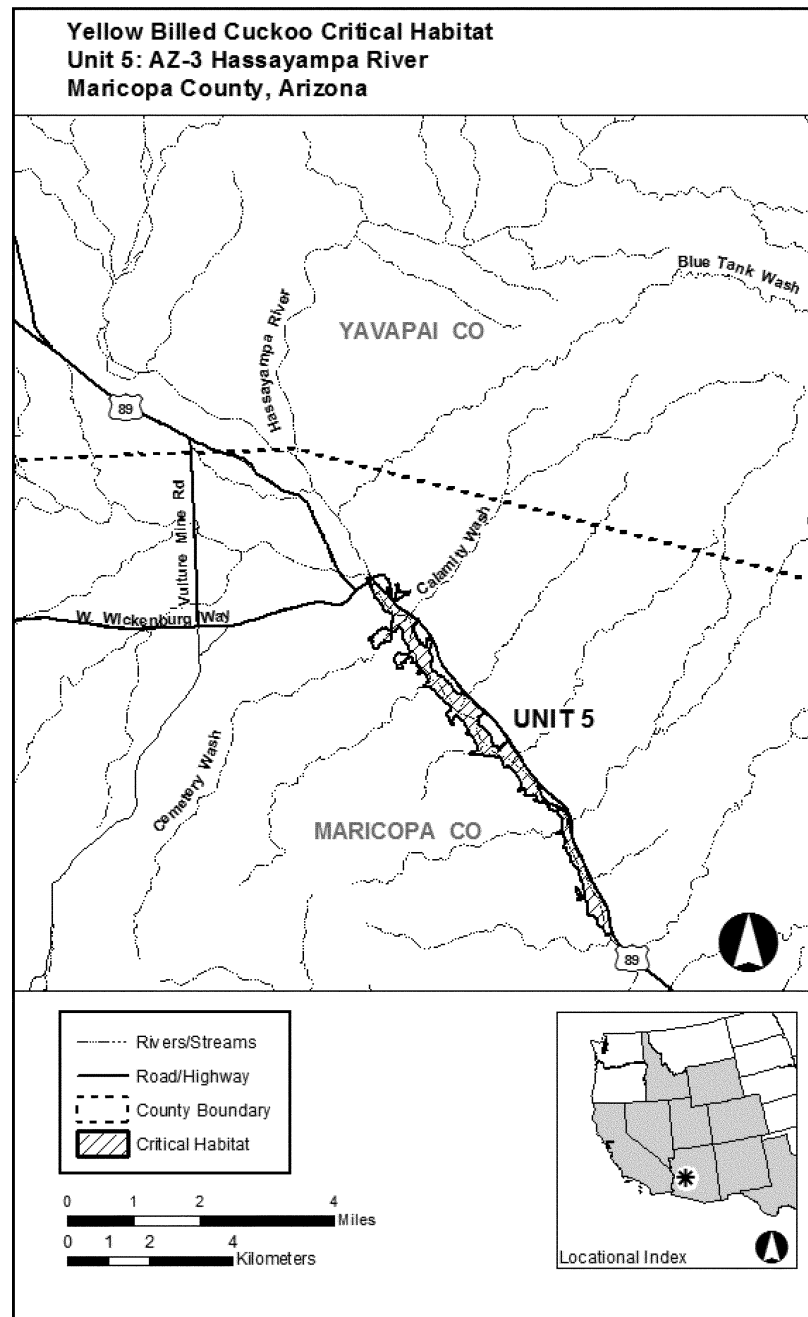 Yellow Billed Cuckoo Critical Habitat
Unit 5: AZ-3 Hassayampa River
Maricopa County, Arizona
Blue Tank Wash
Hassayampa River
YAVAPAI CO
89
Vulture Mine Rd
Calamity Wash
W. Wickenburg Way
UNIT 5
Cemetery Wash
MARICOPA CO
89
Rivers/Streams
Road/Highway
County Boundary
Critical Habitat
0 1 2 4
Miles
0 1 2 4
Kilometers
Locational Index